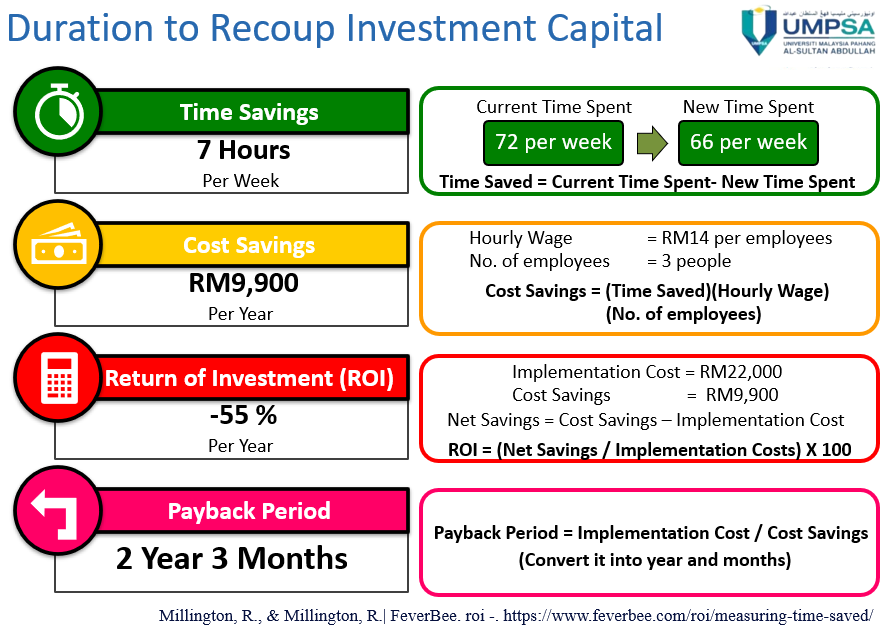 Duration to Recoup Investment Capital
UMPSA
UNIVERSITI MALAYSIA PAHANG
AL-SULTAN ABDULLAH
UMPSA
Time Savings
7 Hours
Per Week
Current Time Spent
New Time Spent
72 per week
66 per week
Time Saved = Current Time Spent- New Time Spent
Cost Savings
RM9,900
Per Year
Hourly Wage = RM14 per employees
No. of employees = 3 people
Cost Savings = (Time Saved)(Hourly Wage)
(No. of employees)
Return of Investment (ROI)
-55 %
Per Year
Implementation Cost = RM22,000
Cost Savings = RM9,900
Net Savings = Cost Savings – Implementation Cost
ROI = (Net Savings / Implementation Costs) X 100
Payback Period
2 Year 3 Months
Payback Period = Implementation Cost / Cost Savings
(Convert it into year and months)
Millington, R., & Millington, R.| FeverBee. roi -. https://www.feverbee.com/roi/measuring-time-saved/